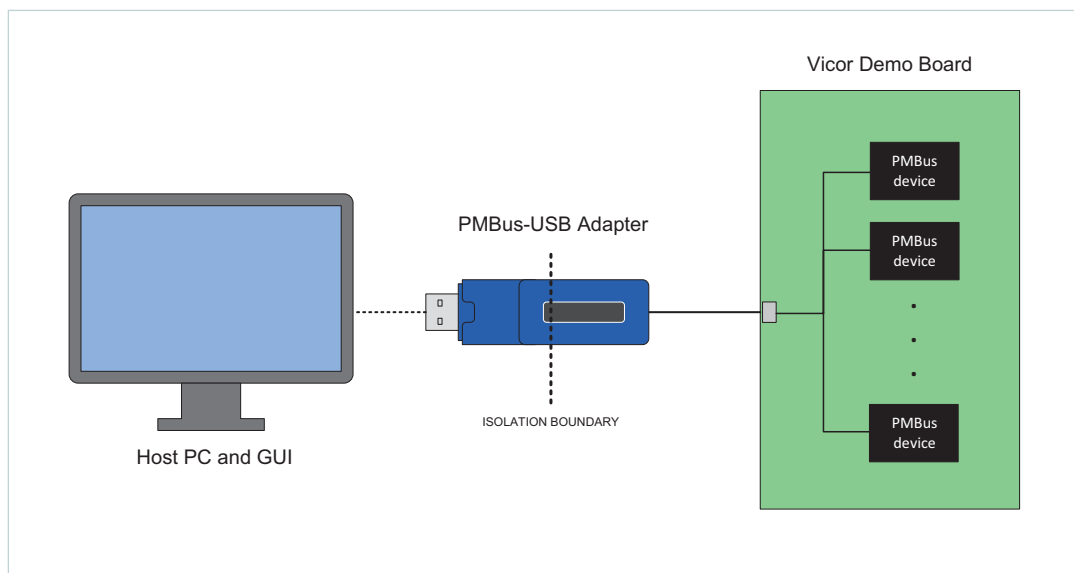 Vicor Demo Board
PMBus
device
PMBus-USB Adapter
PMBus
device
ISOLATION BOUNDARY
PMBus
device
Host PC and GUI